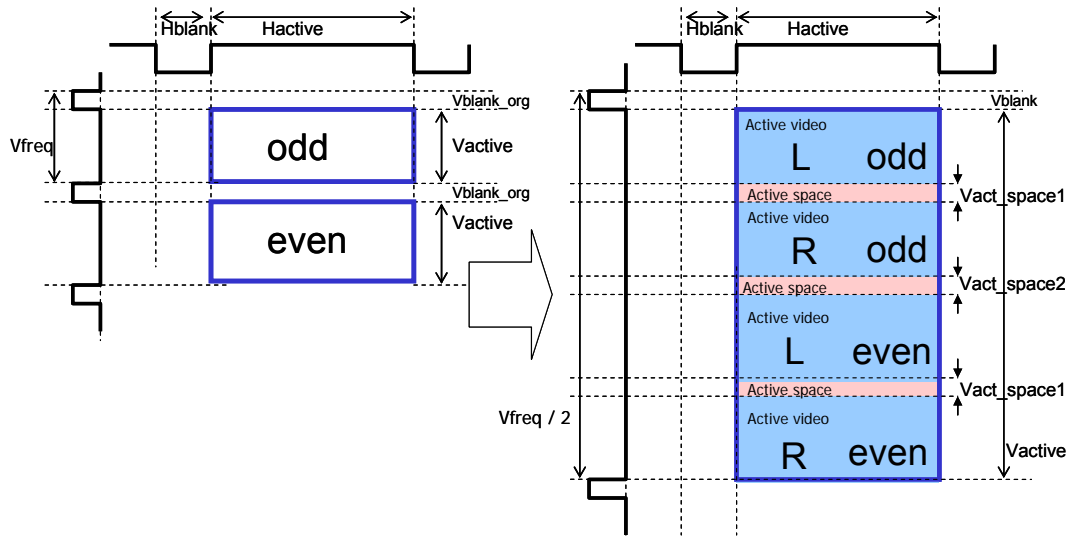 Hblank
Hactive
Vblank_org
Vfreq
odd
Vactive
Vblank_org
Vactive
even
Hblank
Hactive
Vblank
Active video
L odd
Active space
Vact_space1
Active video
R odd
Active space
Vact_space2
Active video
L even
Active space
Vact_space1
Vfreq / 2
Active video
R even
Vactive